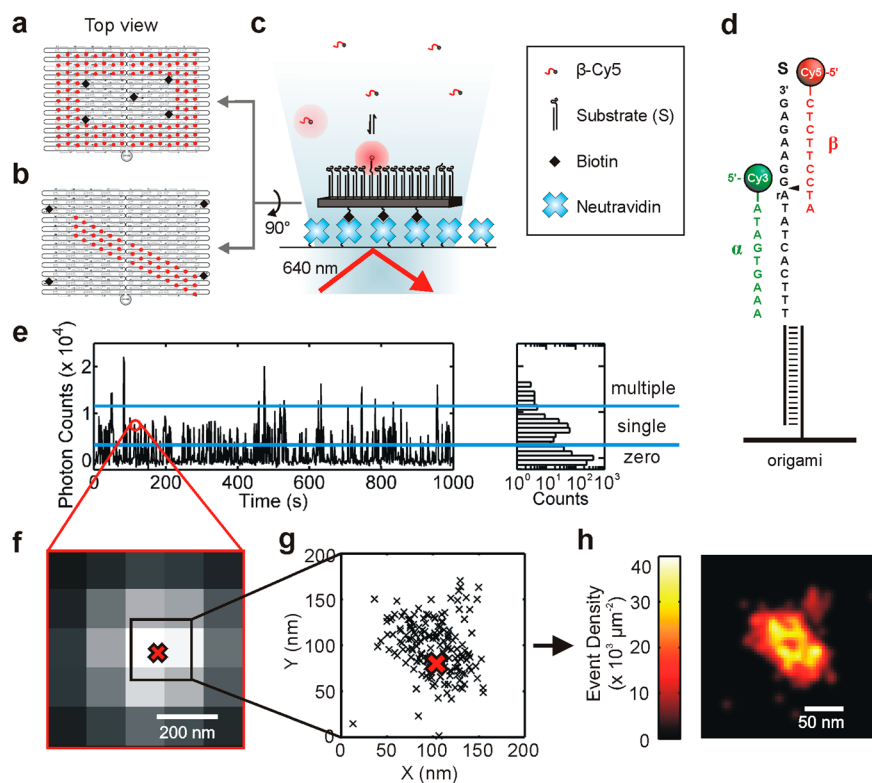 a
Top view
b
c
90°
640 nm
β-Cy5
Substrate (S)
Biotin
Neutravidin
d
S
3'
GAGAAGGrATATCACTTT
Cy5
-5'
CTCTTCCTA
β
5'-
Cy3
ATAGTGAAA
α
origami
e
Photon Counts (x 10⁴)
2
1
0
0 200 400 600 800 1000
Time (s)
multiple
single
zero
10⁰ 10¹ 10² 10³
Counts
f
200 nm
g
200
150
100
50
0
Y (nm)
0 50 100 150 200
X (nm)
h
Event Density
(x 10³ μm⁻²)
40
30
20
10
0
50 nm